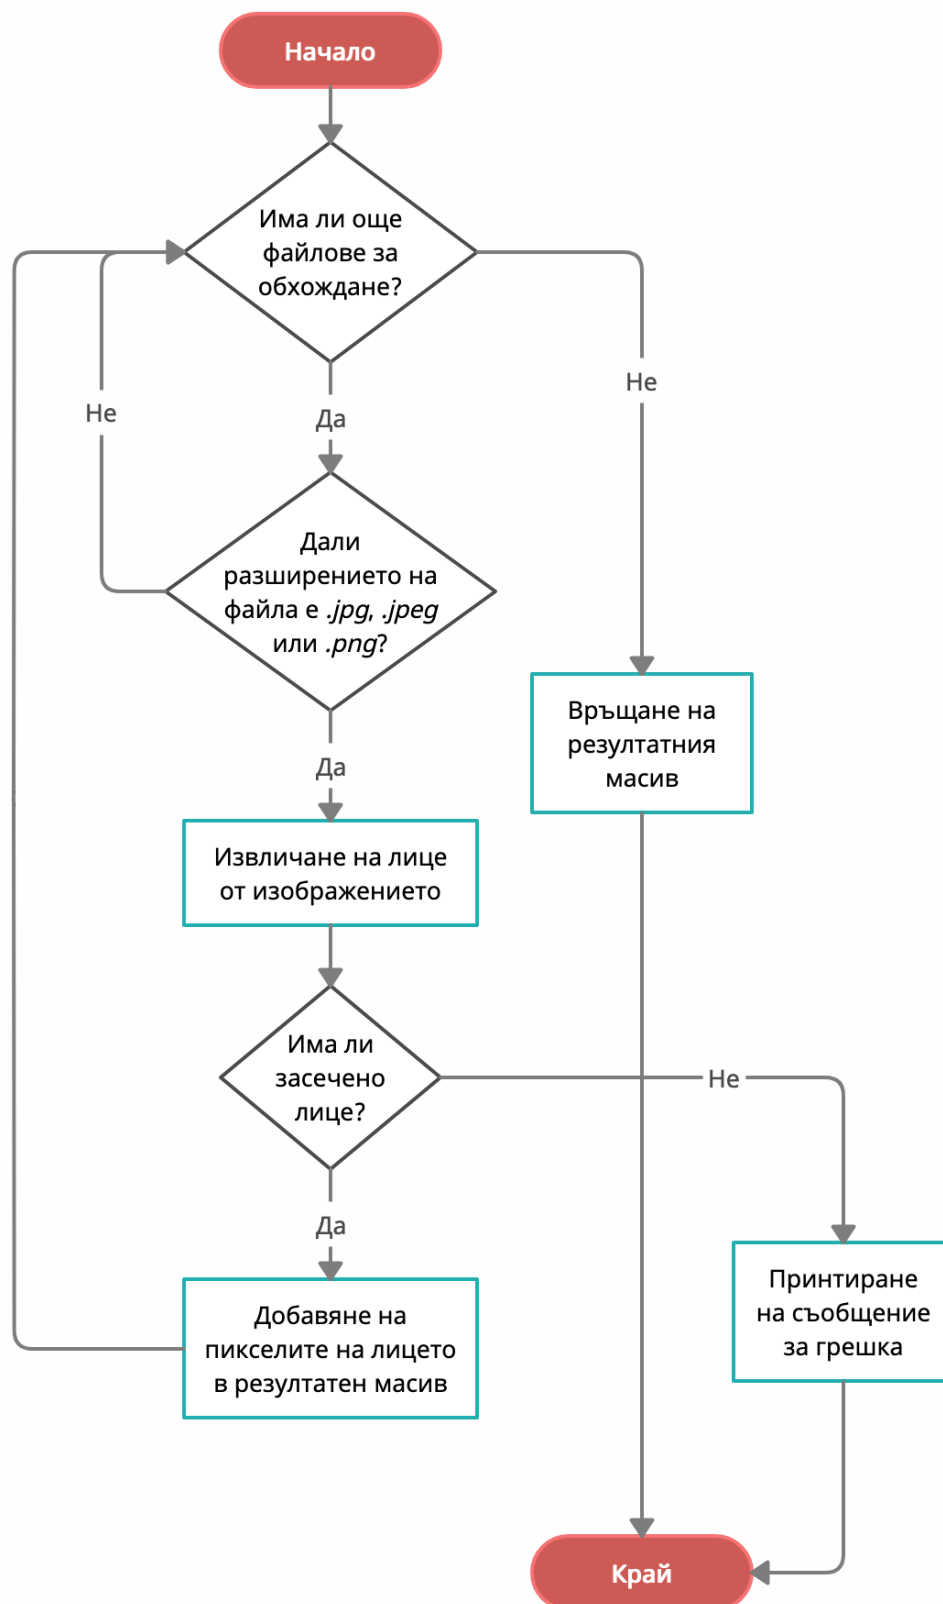 Начало
Има ли още
файлове за
обхождане?
Не
Не
Да
Дали
разширението на
файла е .jpg, .jpeg
или .png?
Връщане на
резултатния
масив
Да
Извличане на лице
от изображението
Има ли
засечено
лице?
Не
Да
Добавяне на
пикселите на лицето
в резултатен масив
Принтиране
на съобщение
за грешка
Край